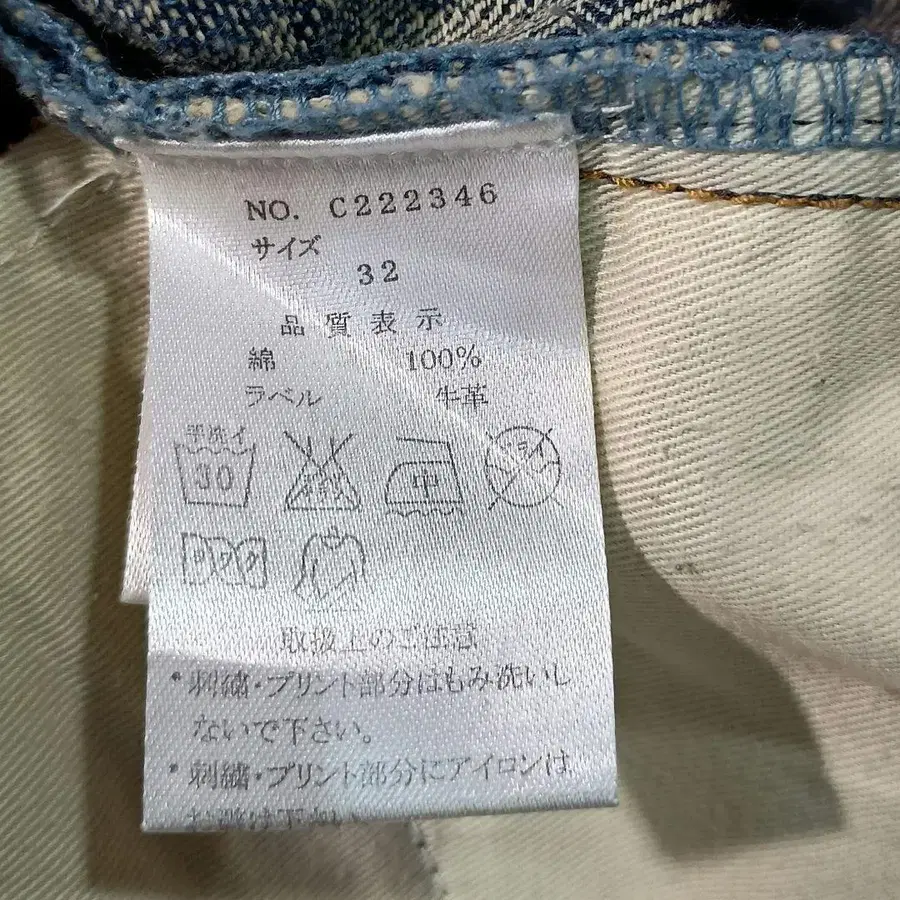 NO. C222346
サイズ
32
品質表示
綿 100%
ラベル 牛革
手洗イ
30
中
取扱上のご注意
・刺繍・プリント部分はもみ洗いし
ないで下さい。
・刺繍・プリント部分にアイロンは